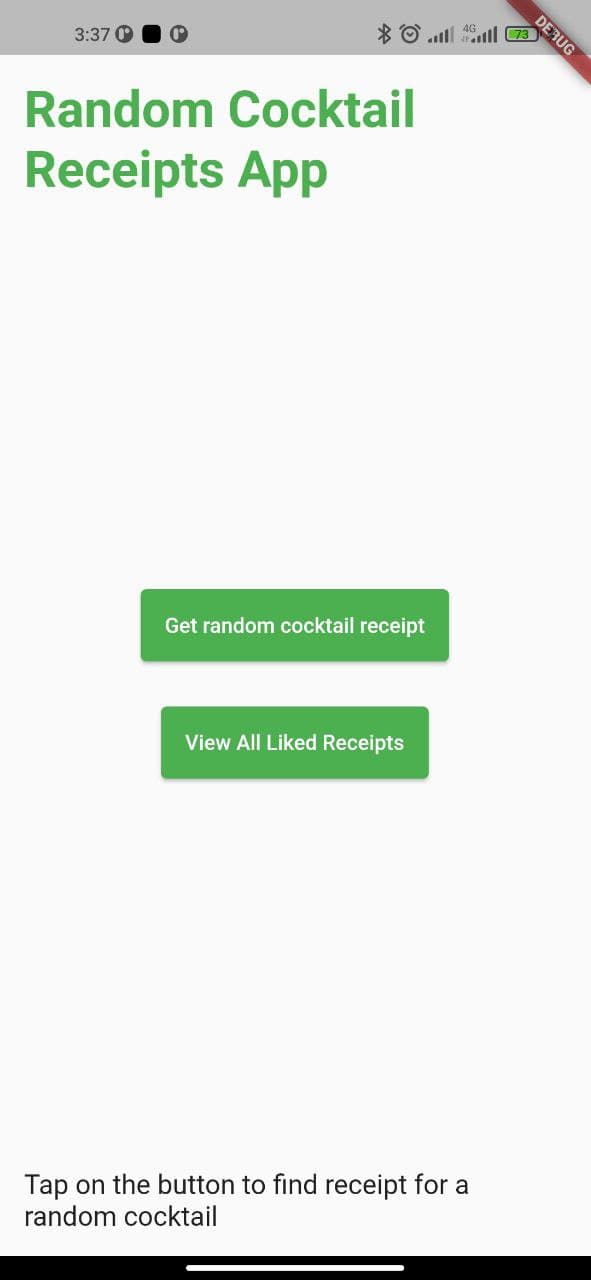 3:37
4G
73
DEBUG
Random Cocktail
Receipts App
Get random cocktail receipt
View All Liked Receipts
Tap on the button to find receipt for a
random cocktail